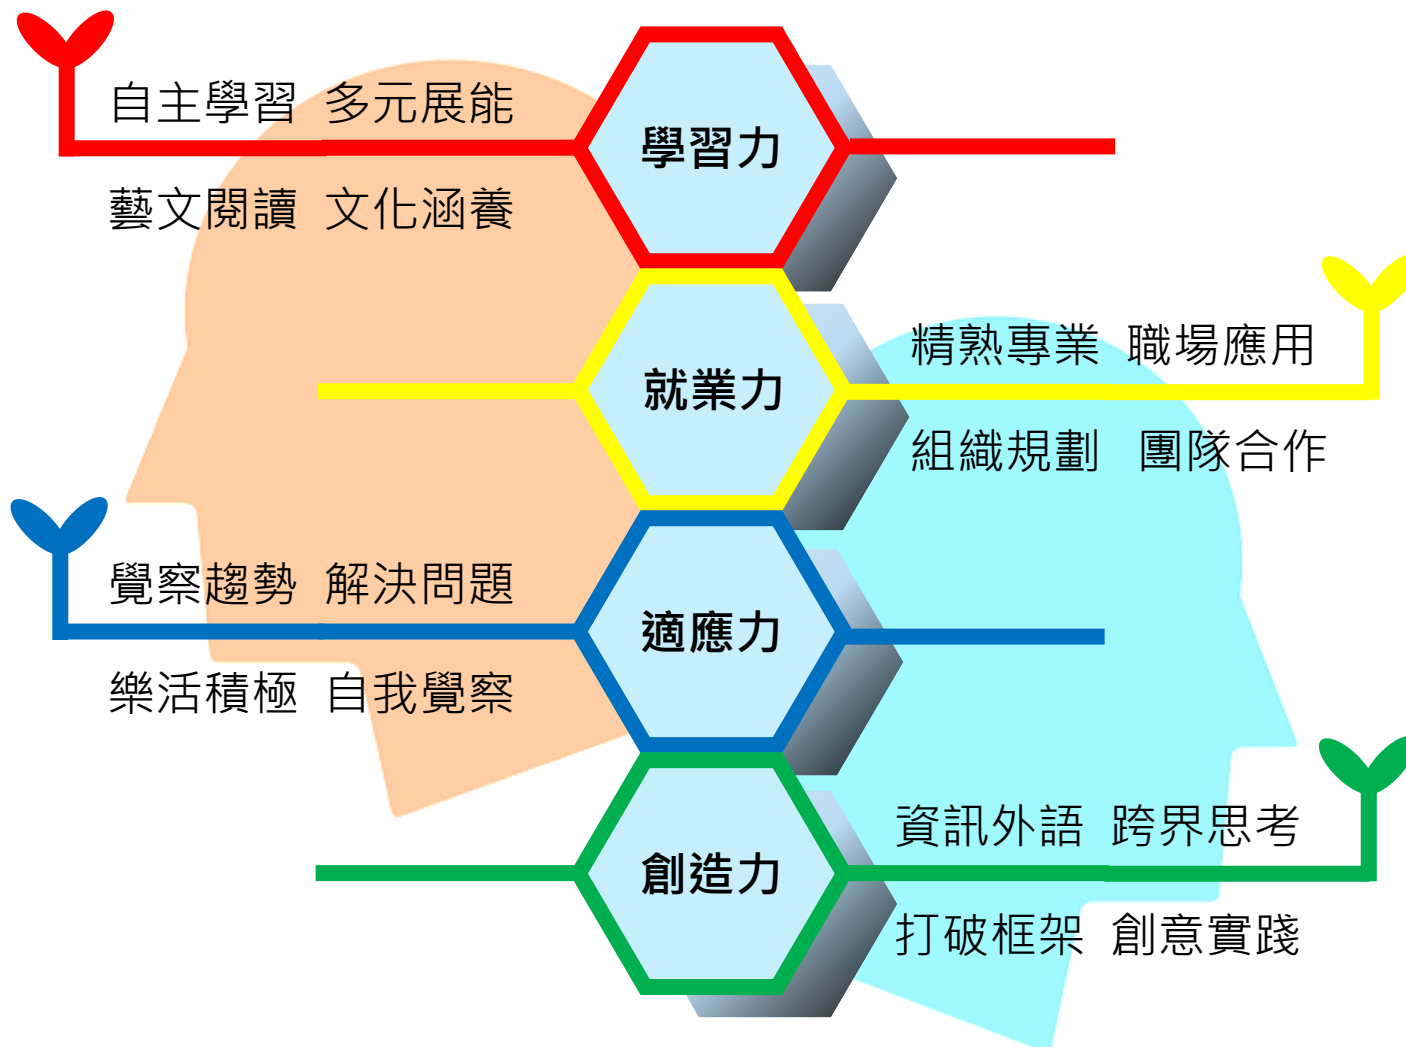 自主學習 多元展能
學習力
藝文閱讀 文化涵養
精熟專業 職場應用
就業力
組織規劃 團隊合作
覺察趨勢 解決問題
適應力
樂活積極 自我覺察
資訊外語 跨界思考
創造力
打破框架 創意實踐